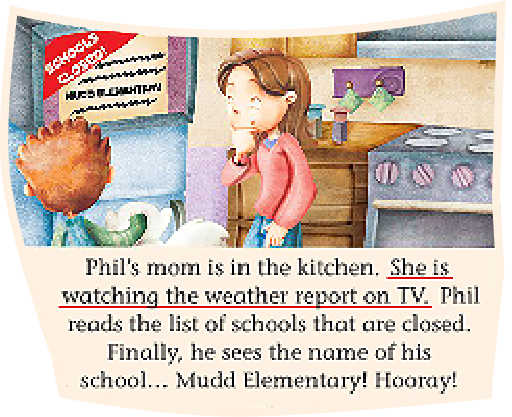 SCHOOLS
CLOSED!
MUDD ELEMENTARY
Phil's mom is in the kitchen. She is
watching the weather report on TV. Phil
reads the list of schools that are closed.
Finally, he sees the name of his
school... Mudd Elementary! Hooray!